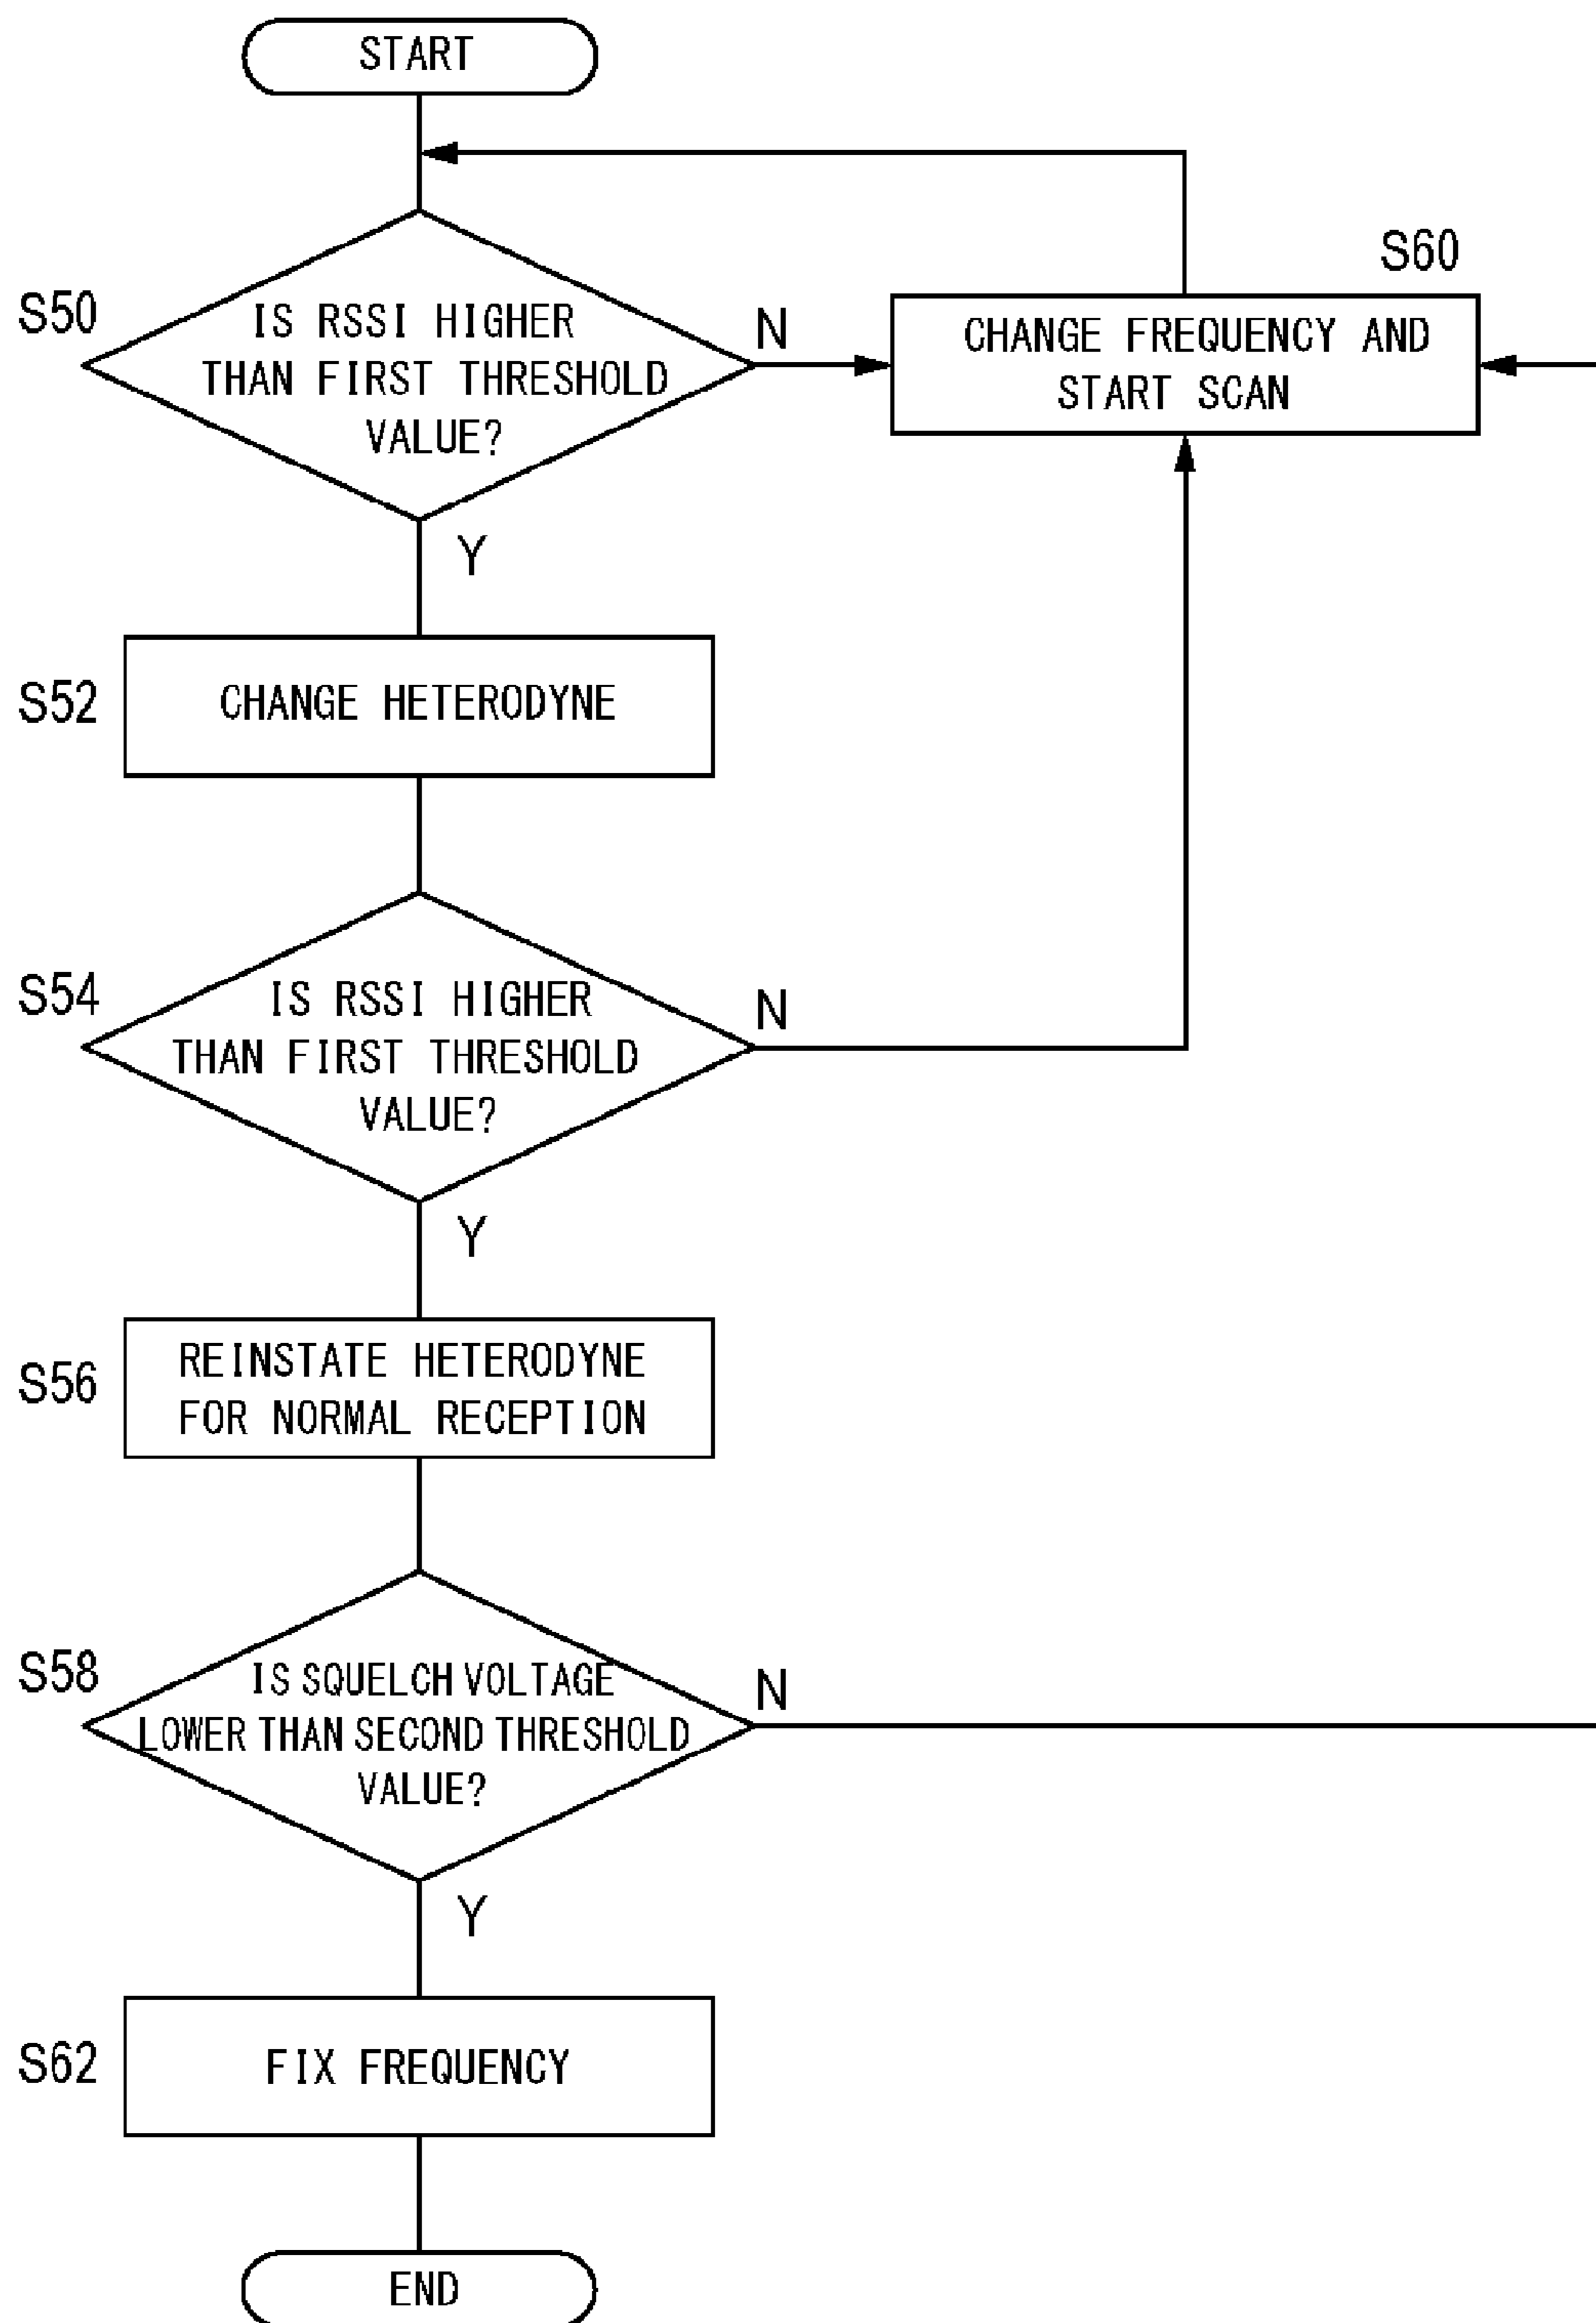 START
S50
IS RSSI HIGHER
THAN FIRST THRESHOLD
VALUE?
N
S60
CHANGE FREQUENCY AND
START SCAN
Y
S52
CHANGE HETERODYNE
S54
IS RSSI HIGHER
THAN FIRST THRESHOLD
VALUE?
N
Y
S56
REINSTATE HETERODYNE
FOR NORMAL RECEPTION
S58
IS SQUELCH VOLTAGE
LOWER THAN SECOND THRESHOLD
VALUE?
N
Y
S62
FIX FREQUENCY
END